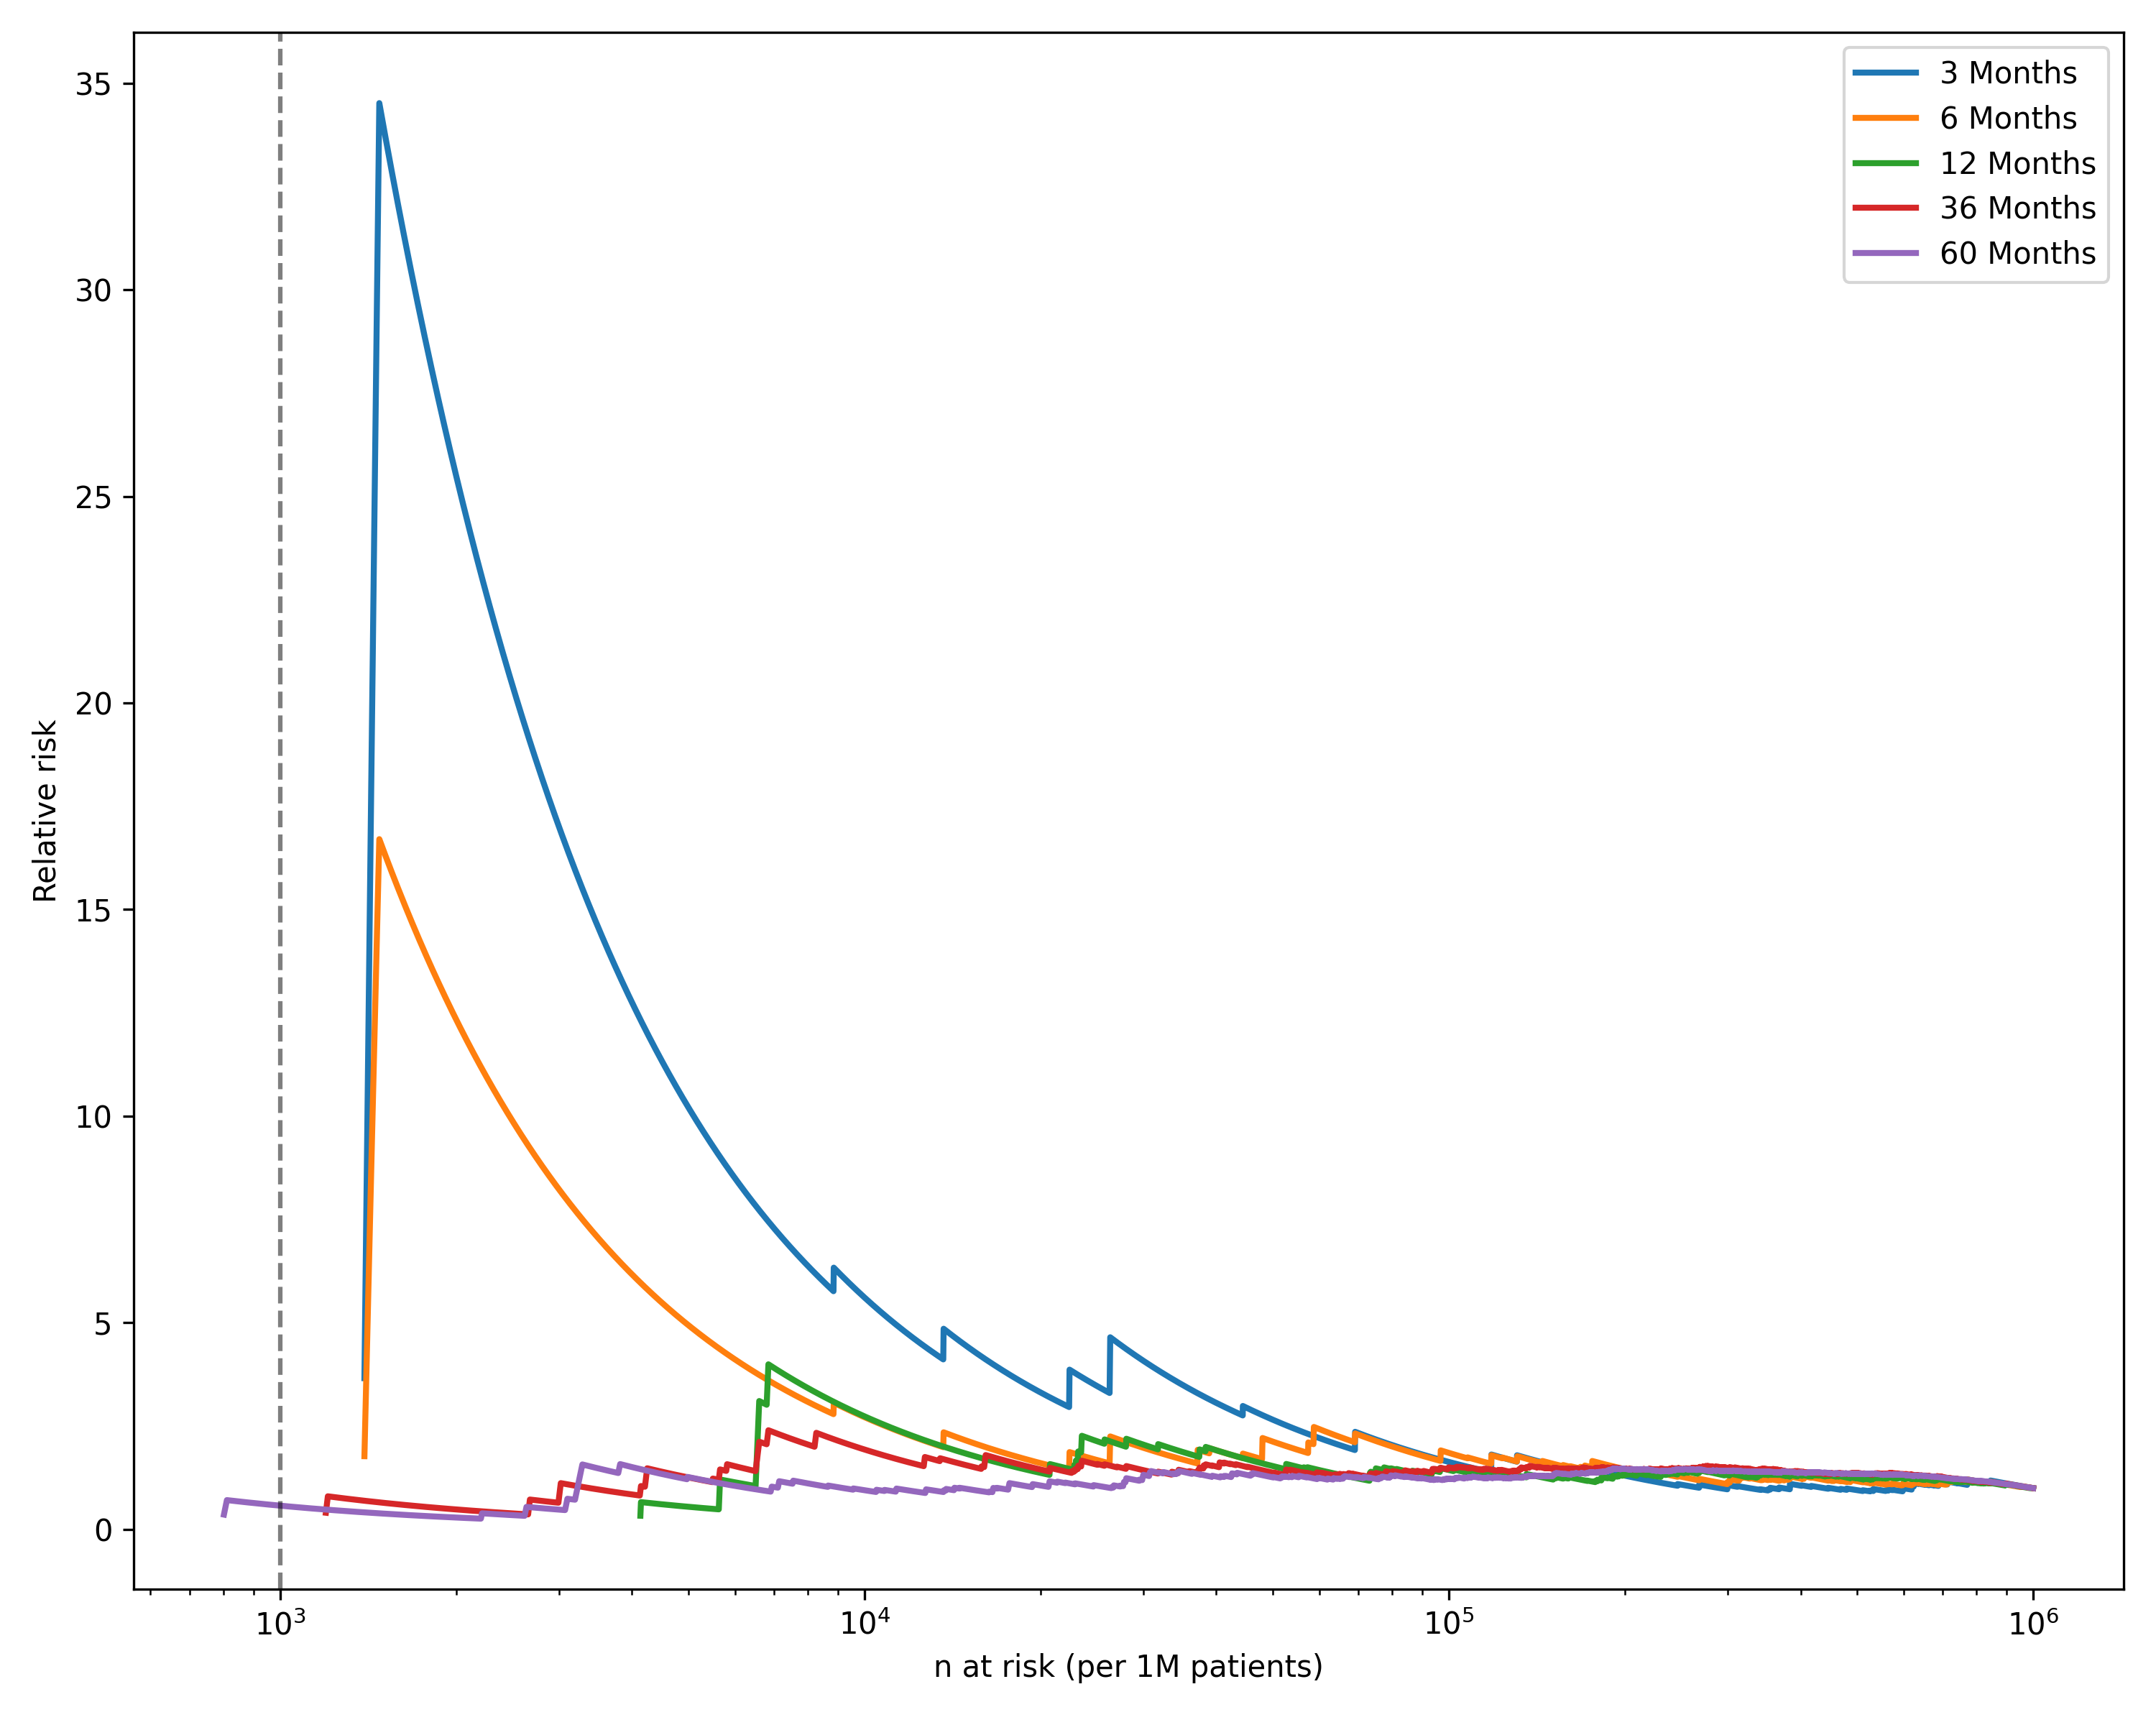 35
30
25
20
15
10
5
0
Relative risk
3 Months
6 Months
12 Months
36 Months
60 Months
10³
10⁴
10⁵
10⁶
n at risk (per 1M patients)